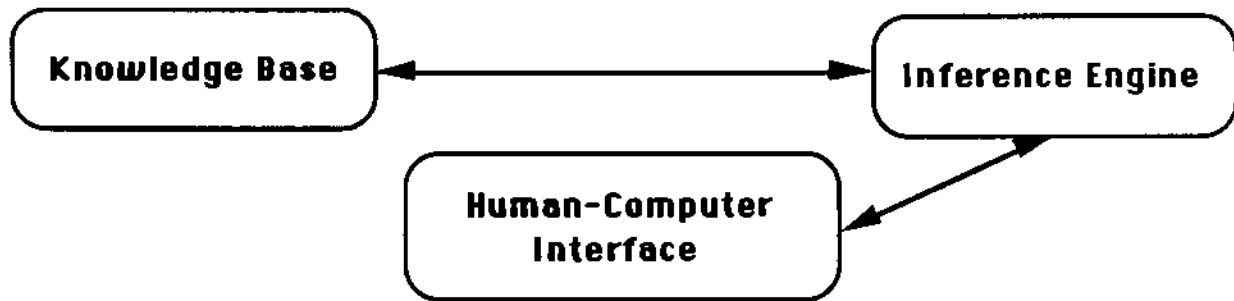 Knowledge Base
Inference Engine
Human-Computer
Interface